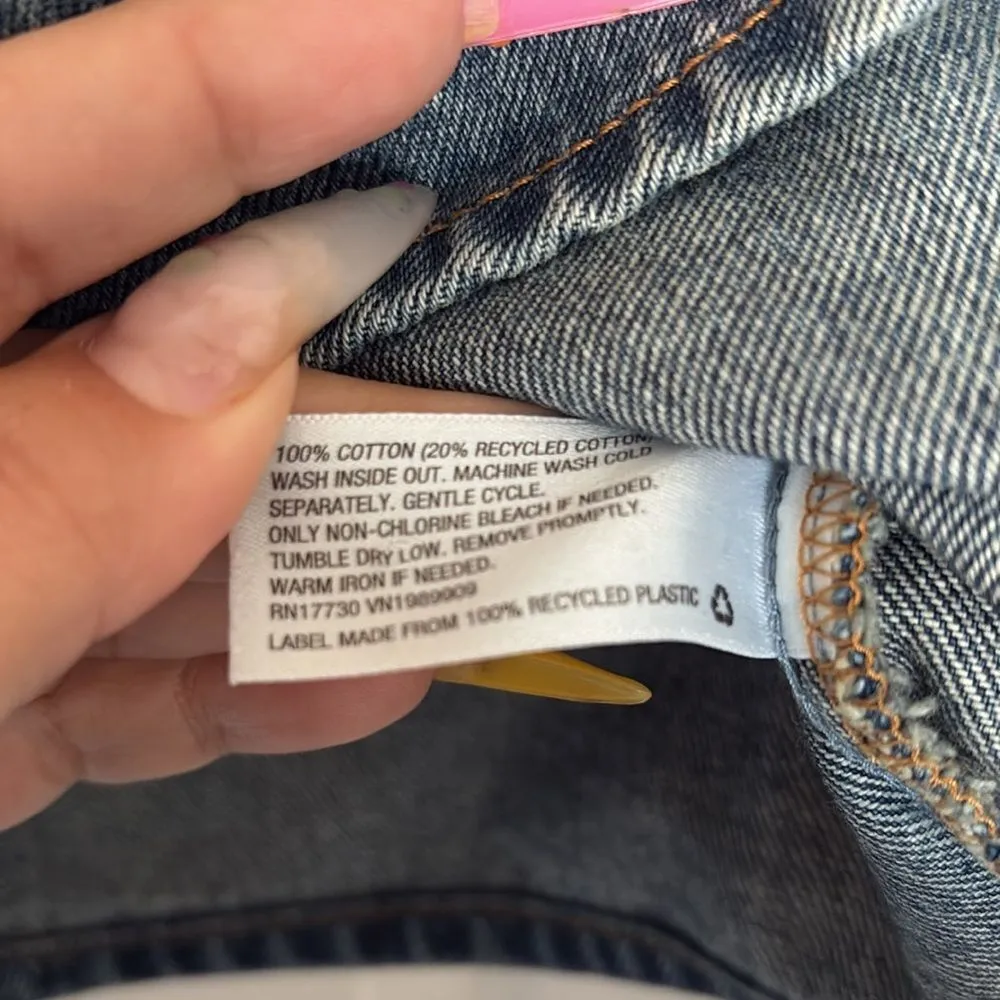 100% COTTON (20% RECYCLED COTTON)
WASH INSIDE OUT. MACHINE WASH COLD
SEPARATELY. GENTLE CYCLE.
ONLY NON-CHLORINE BLEACH IF NEEDED.
TUMBLE DRY LOW. REMOVE PROMPTLY.
WARM IRON IF NEEDED.
RN17730 VN1989909
LABEL MADE FROM 100% RECYCLED PLASTIC